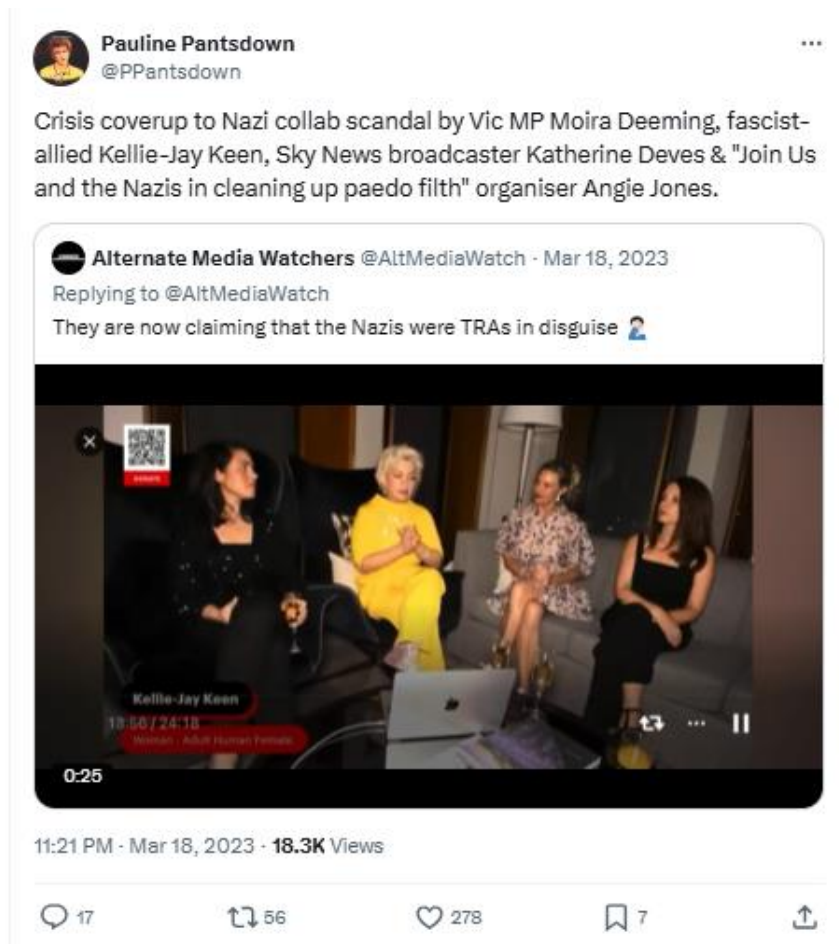 Pauline Pantsdown
@PPantsdown
Crisis coverup to Nazi collab scandal by Vic MP Moira Deeming, fascist-
allied Kellie-Jay Keen, Sky News broadcaster Katherine Deves & "Join Us
and the Nazis in cleaning up paedo filth" organiser Angie Jones.
Alternate Media Watchers @AltMediaWatch · Mar 18, 2023
Replying to @AltMediaWatch
They are now claiming that the Nazis were TRAs in disguise 🤦
DONATE
Kellie-Jay Keen
18:56 / 24:18
Woman - Adult Human Female
0:25
11:21 PM · Mar 18, 2023 · 18.3K Views
17 56 278 7